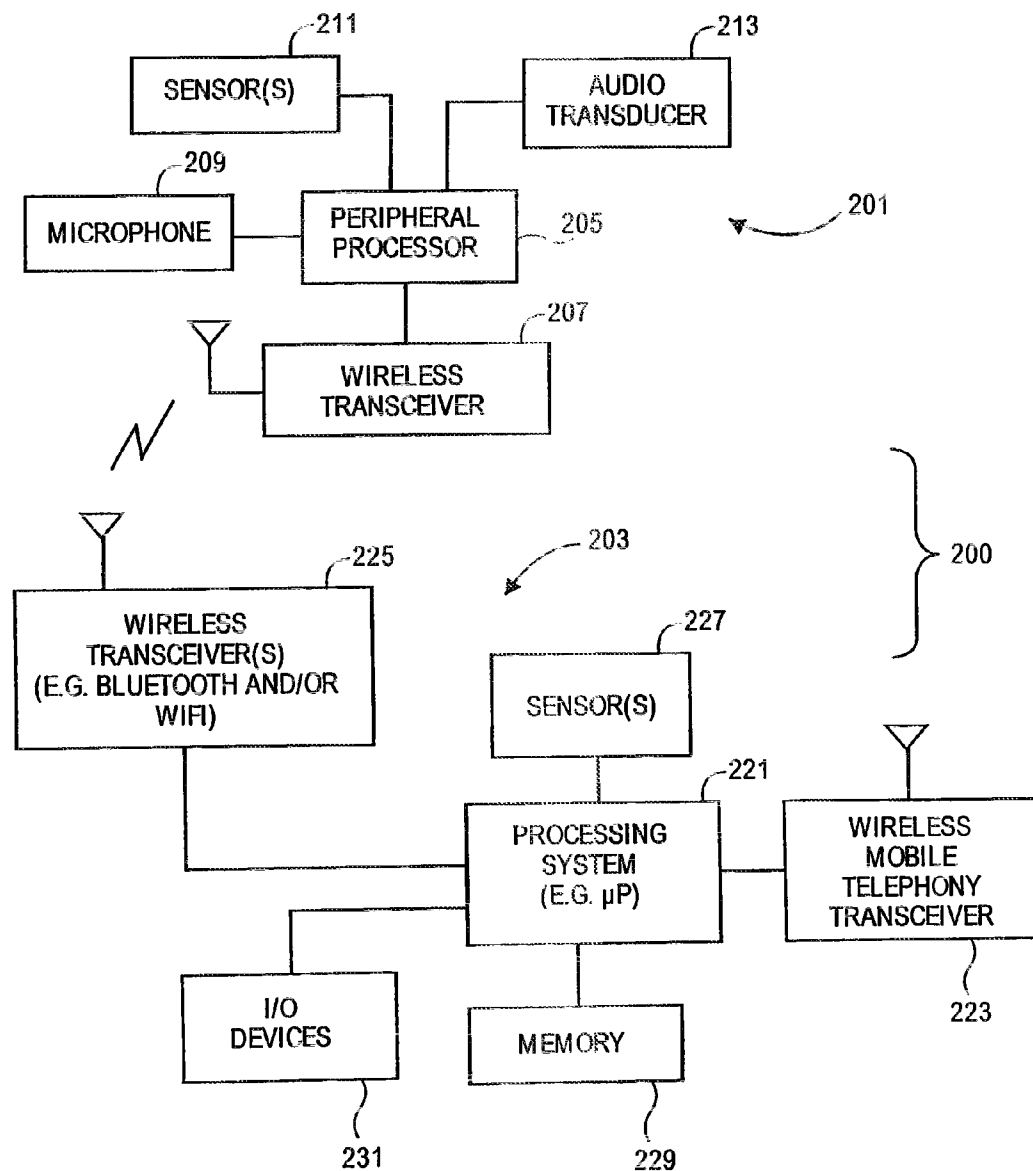 211
SENSOR(S)
213
AUDIO
TRANSDUCER
209
MICROPHONE
PERIPHERAL
PROCESSOR
205
201
207
WIRELESS
TRANSCEIVER
200
203
225
WIRELESS
TRANSCEIVER(S)
(E.G. BLUETOOTH AND/OR
WIFI)
227
SENSOR(S)
221
PROCESSING
SYSTEM
(E.G. µP)
WIRELESS
MOBILE
TELEPHONY
TRANSCEIVER
223
I/O
DEVICES
231
MEMORY
229